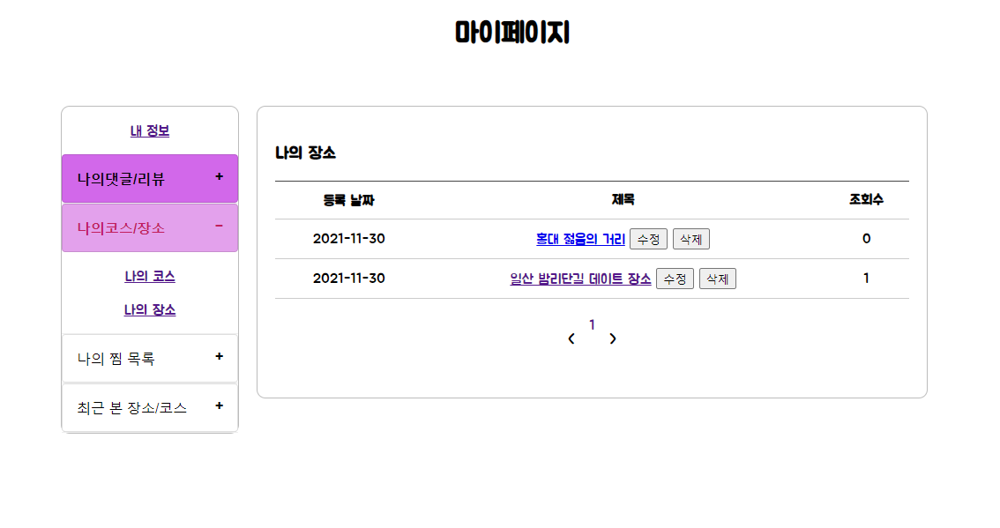 마이페이지
내 정보
나의댓글/리뷰 +
나의코스/장소 −
나의 코스
나의 장소
나의 찜 목록 +
최근 본 장소/코스 +
나의 장소
등록 날짜 제목 조회수
2021-11-30 홍대 젊음의 거리 수정 삭제 0
2021-11-30 일산 밤리단길 데이트 장소 수정 삭제 1
< 1 >